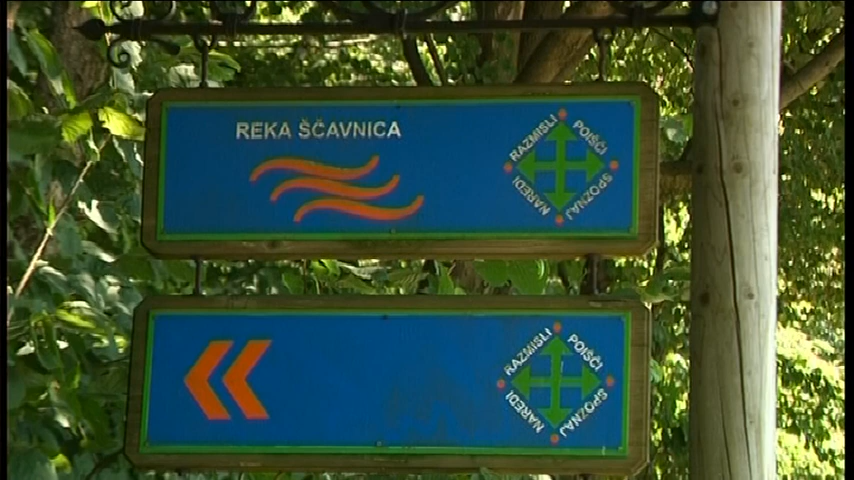 REKA ŠČAVNICA
RAZMISLI
POIŠČI
NAREDI
SPOZNAJ
RAZMISLI
POIŠČI
NAREDI
SPOZNAJ